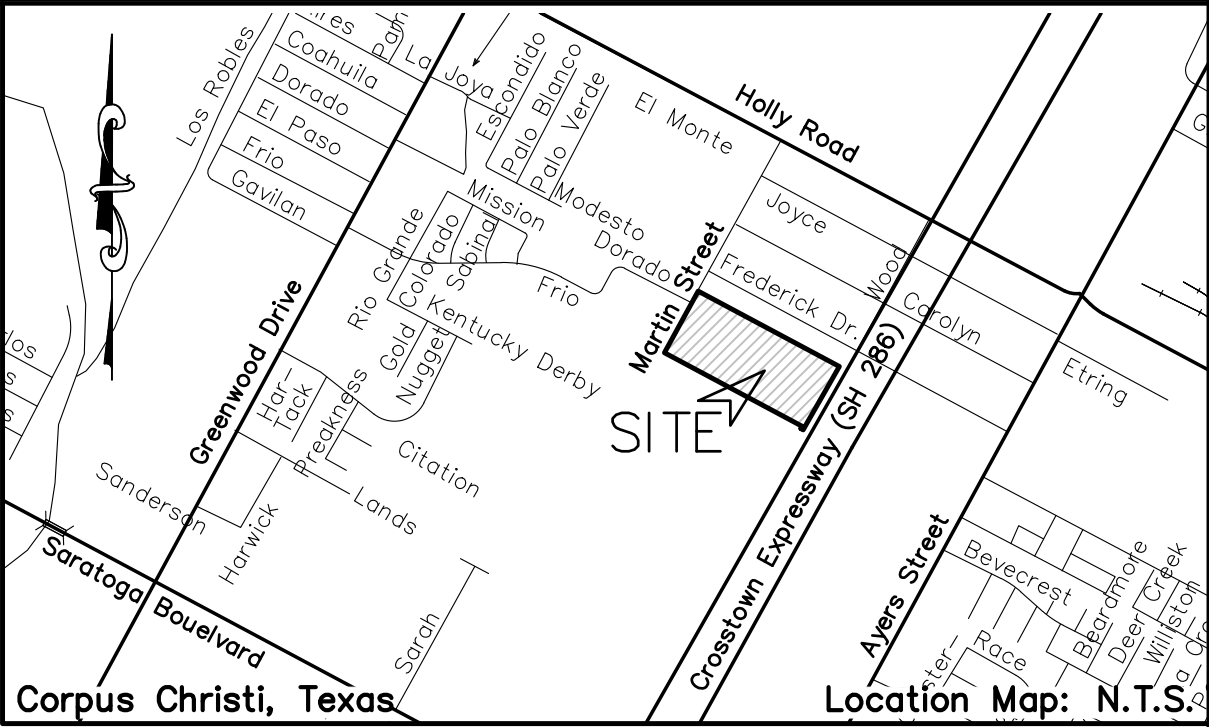 Los Robles
Coahuila
Dorado
El Paso
Frio
Gavilan
La
Joya
Escondido
Palo Blanco
Palo Verde
El Monte
Holly Road
Mission
Modesto
Dorado
Joyce
Wood
Martin Street
Frederick Dr.
Carolyn
Etring
Rio Grande
Colorado
Sabinal
Frio
Kentucky Derby
Gold
Nugget
Greenwood Drive
Har-
Tack
Preakness
Citation
Lands
Sanderson
Harwick
Saratoga Bouelvard
Sarah
SITE
Crosstown Expressway (SH 286)
Ayers Street
Bevecrest
Beardmore
Deer Creek
Williston
Race
Corpus Christi, Texas
Location Map: N.T.S.